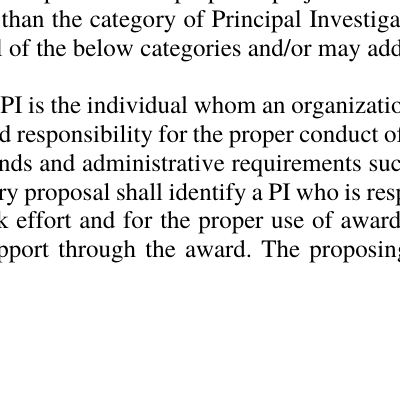 than the category of Principal Investiga
l of the below categories and/or may add
PI is the individual whom an organizatio
d responsibility for the proper conduct of
nds and administrative requirements suc
ry proposal shall identify a PI who is resp
k effort and for the proper use of award
pport through the award. The proposing